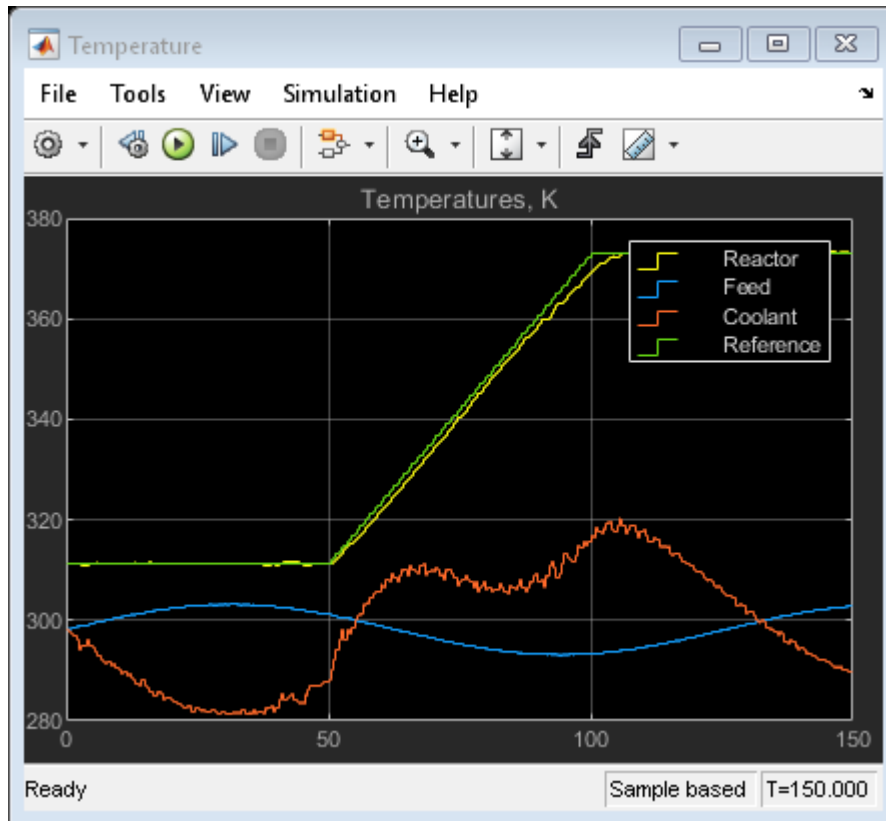 Temperature
File Tools View Simulation Help
Temperatures, K
380
360
340
320
300
280
0 50 100 150
Reactor
Feed
Coolant
Reference
Ready Sample based T=150.000